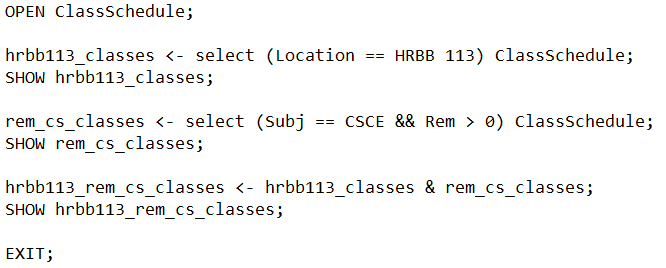 OPEN ClassSchedule;
hrbb113_classes <- select (Location == HRBB 113) ClassSchedule;
SHOW hrbb113_classes;
rem_cs_classes <- select (Subj == CSCE && Rem > 0) ClassSchedule;
SHOW rem_cs_classes;
hrbb113_rem_cs_classes <- hrbb113_classes & rem_cs_classes;
SHOW hrbb113_rem_cs_classes;
EXIT;